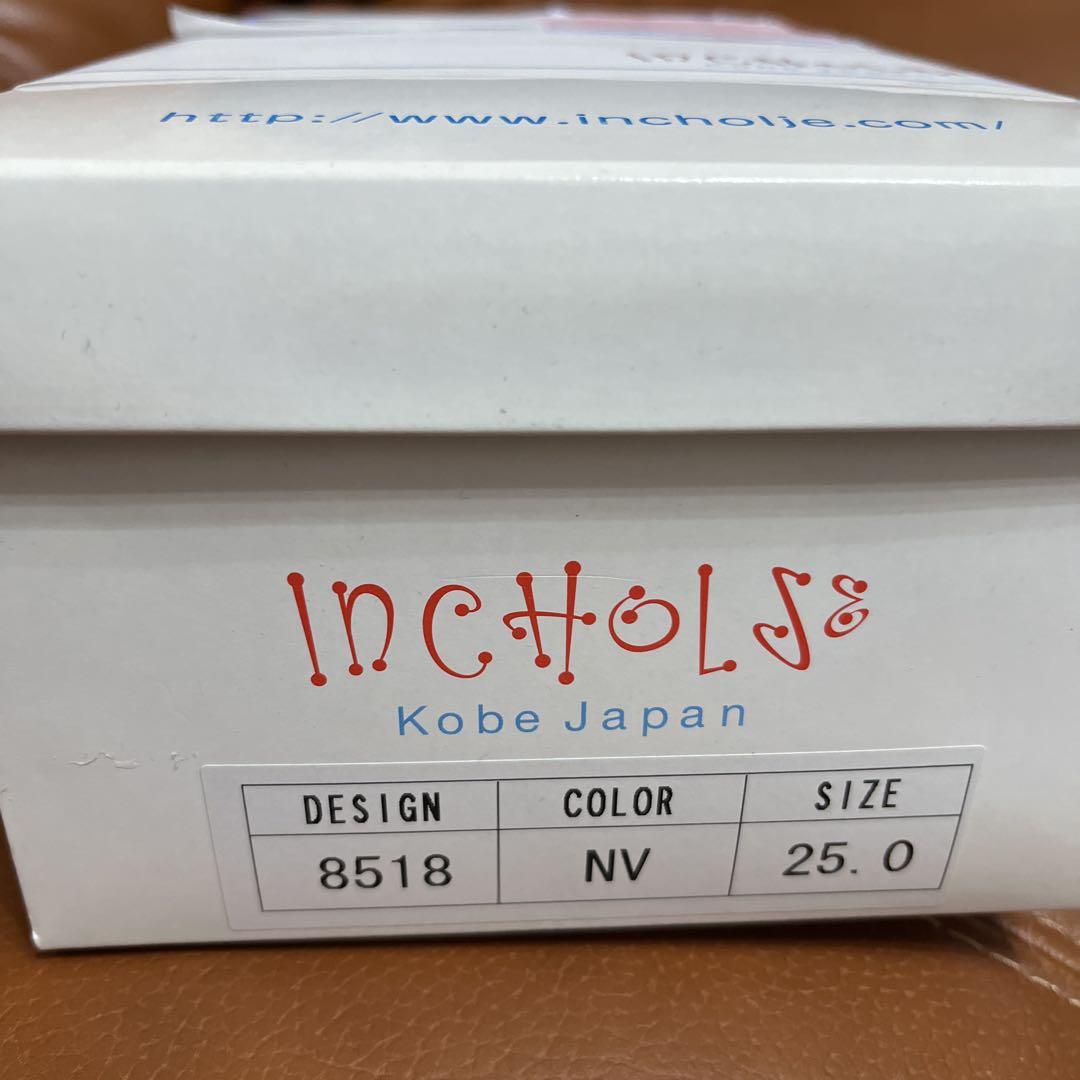 http://www.incholje.com/
INCHOLJE
Kobe Japan
DESIGN COLOR SIZE
8518 NV 25.0